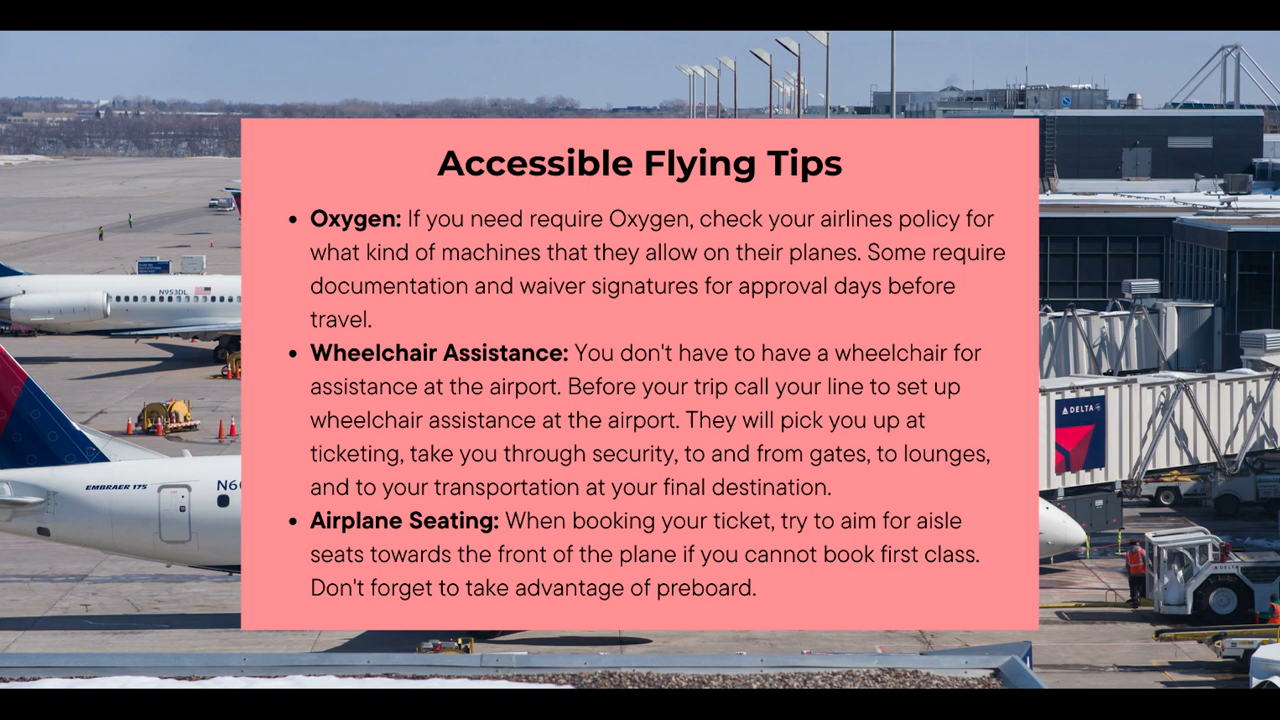 Accessible Flying Tips
• Oxygen: If you need require Oxygen, check your airlines policy for
what kind of machines that they allow on their planes. Some require
documentation and waiver signatures for approval days before
travel.
• Wheelchair Assistance: You don't have to have a wheelchair for
assistance at the airport. Before your trip call your line to set up
wheelchair assistance at the airport. They will pick you up at
ticketing, take you through security, to and from gates, to lounges,
and to your transportation at your final destination.
• Airplane Seating: When booking your ticket, try to aim for aisle
seats towards the front of the plane if you cannot book first class.
Don't forget to take advantage of preboard.
N953DL
EMBRAER 175
DELTA
DELTA